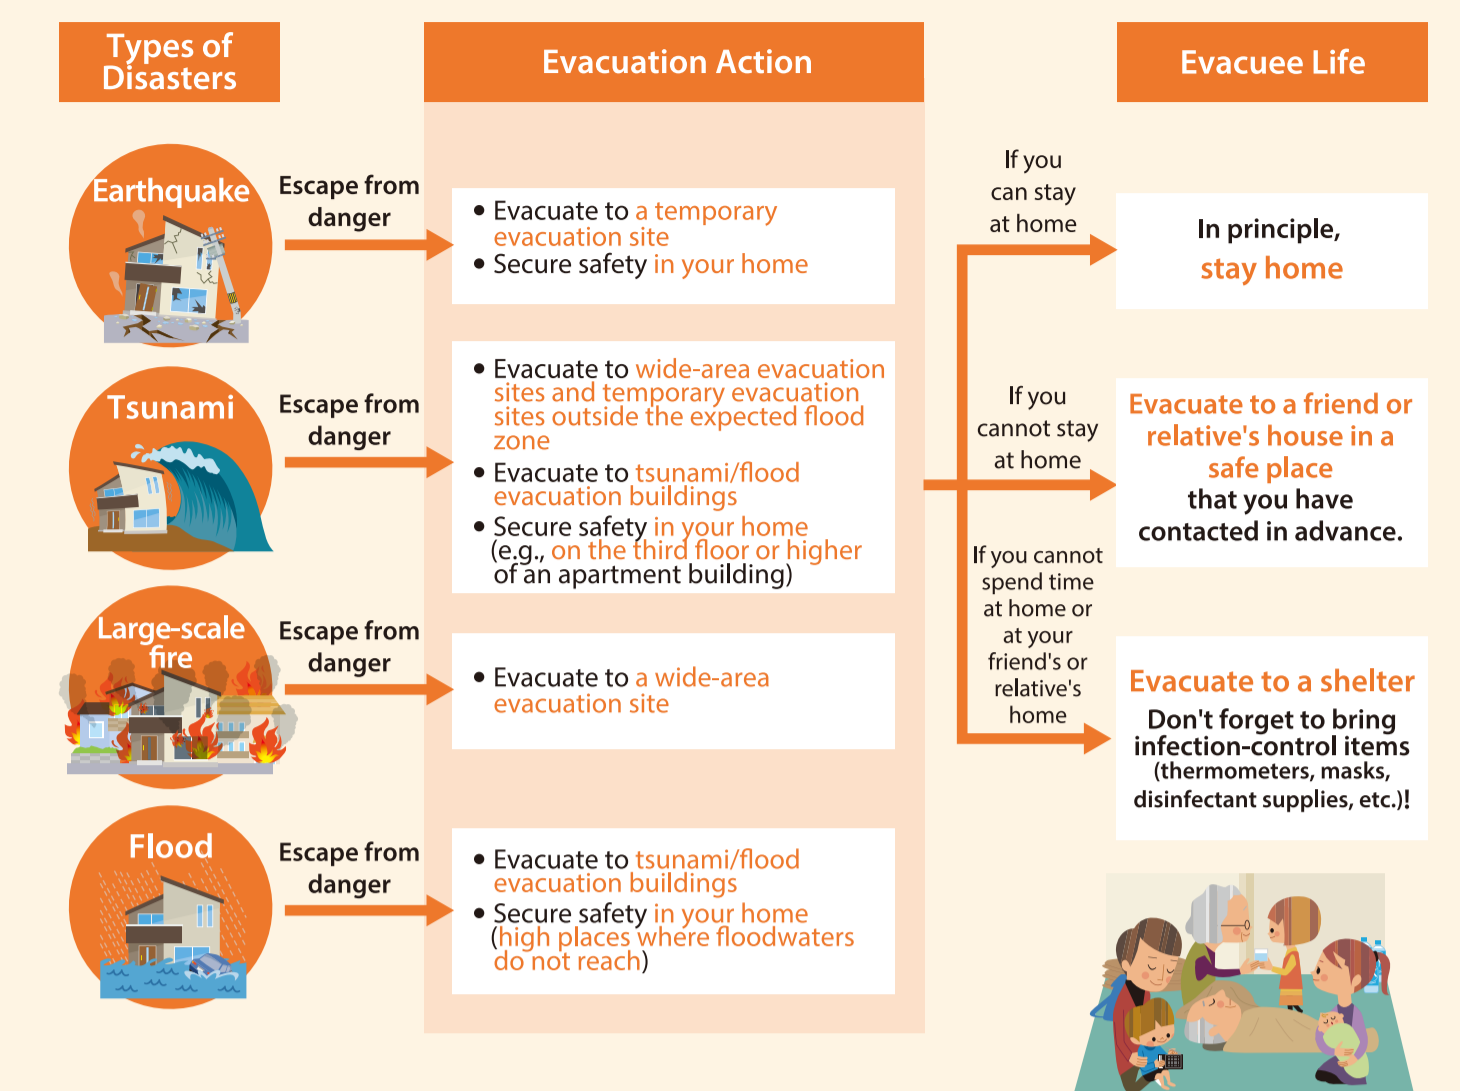 Types of
Disasters
Evacuation Action
Evacuee Life
Earthquake
Escape from
danger
• Evacuate to a temporary
evacuation site
• Secure safety in your home
Tsunami
Escape from
danger
• Evacuate to wide-area evacuation
sites and temporary evacuation
sites outside the expected flood
zone
• Evacuate to tsunami/flood
evacuation buildings
• Secure safety in your home
(e.g., on the third floor or higher
of an apartment building)
Large-scale
fire
Escape from
danger
• Evacuate to a wide-area
evacuation site
Flood
Escape from
danger
• Evacuate to tsunami/flood
evacuation buildings
• Secure safety in your home
(high places where floodwaters
do not reach)
If you
can stay
at home
In principle,
stay home
If you
cannot stay
at home
Evacuate to a friend or
relative's house in a
safe place
that you have
contacted in advance.
If you cannot
spend time
at home or
at your
friend's or
relative's
home
Evacuate to a shelter
Don't forget to bring
infection-control items
(thermometers, masks,
disinfectant supplies, etc.)!